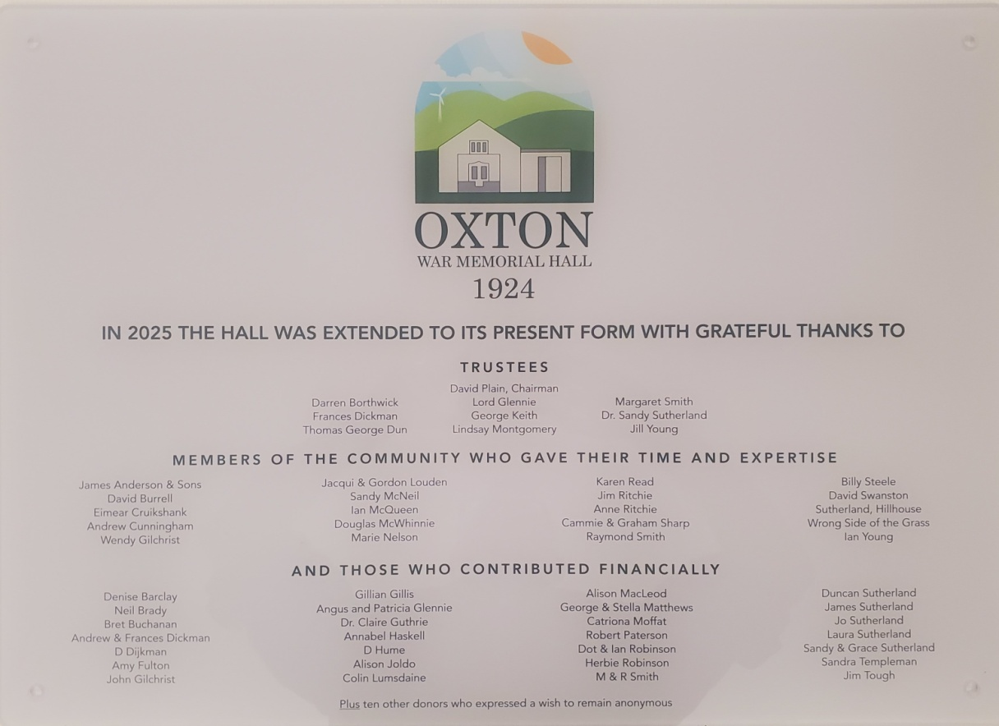 OXTON
WAR MEMORIAL HALL
1924
IN 2025 THE HALL WAS EXTENDED TO ITS PRESENT FORM WITH GRATEFUL THANKS TO
TRUSTEES
Darren Borthwick
Frances Dickman
Thomas George Dun
David Plain, Chairman
Lord Glennie
George Keith
Lindsay Montgomery
Margaret Smith
Dr. Sandy Sutherland
Jill Young
MEMBERS OF THE COMMUNITY WHO GAVE THEIR TIME AND EXPERTISE
James Anderson & Sons
David Burrell
Eimear Cruikshank
Andrew Cunningham
Wendy Gilchrist
Jacqui & Gordon Louden
Sandy McNeil
Ian McQueen
Douglas McWhinnie
Marie Nelson
Karen Read
Jim Ritchie
Anne Ritchie
Cammie & Graham Sharp
Raymond Smith
Billy Steele
David Swanston
Sutherland, Hillhouse
Wrong Side of the Grass
Ian Young
AND THOSE WHO CONTRIBUTED FINANCIALLY
Denise Barclay
Neil Brady
Bret Buchanan
Andrew & Frances Dickman
D Dijkman
Amy Fulton
John Gilchrist
Gillian Gillis
Angus and Patricia Glennie
Dr. Claire Guthrie
Annabel Haskell
D Hume
Alison Joldo
Colin Lumsdaine
Alison MacLeod
George & Stella Matthews
Catriona Moffat
Robert Paterson
Dot & Ian Robinson
Herbie Robinson
M & R Smith
Duncan Sutherland
James Sutherland
Jo Sutherland
Laura Sutherland
Sandy & Grace Sutherland
Sandra Templeman
Jim Tough
Plus ten other donors who expressed a wish to remain anonymous